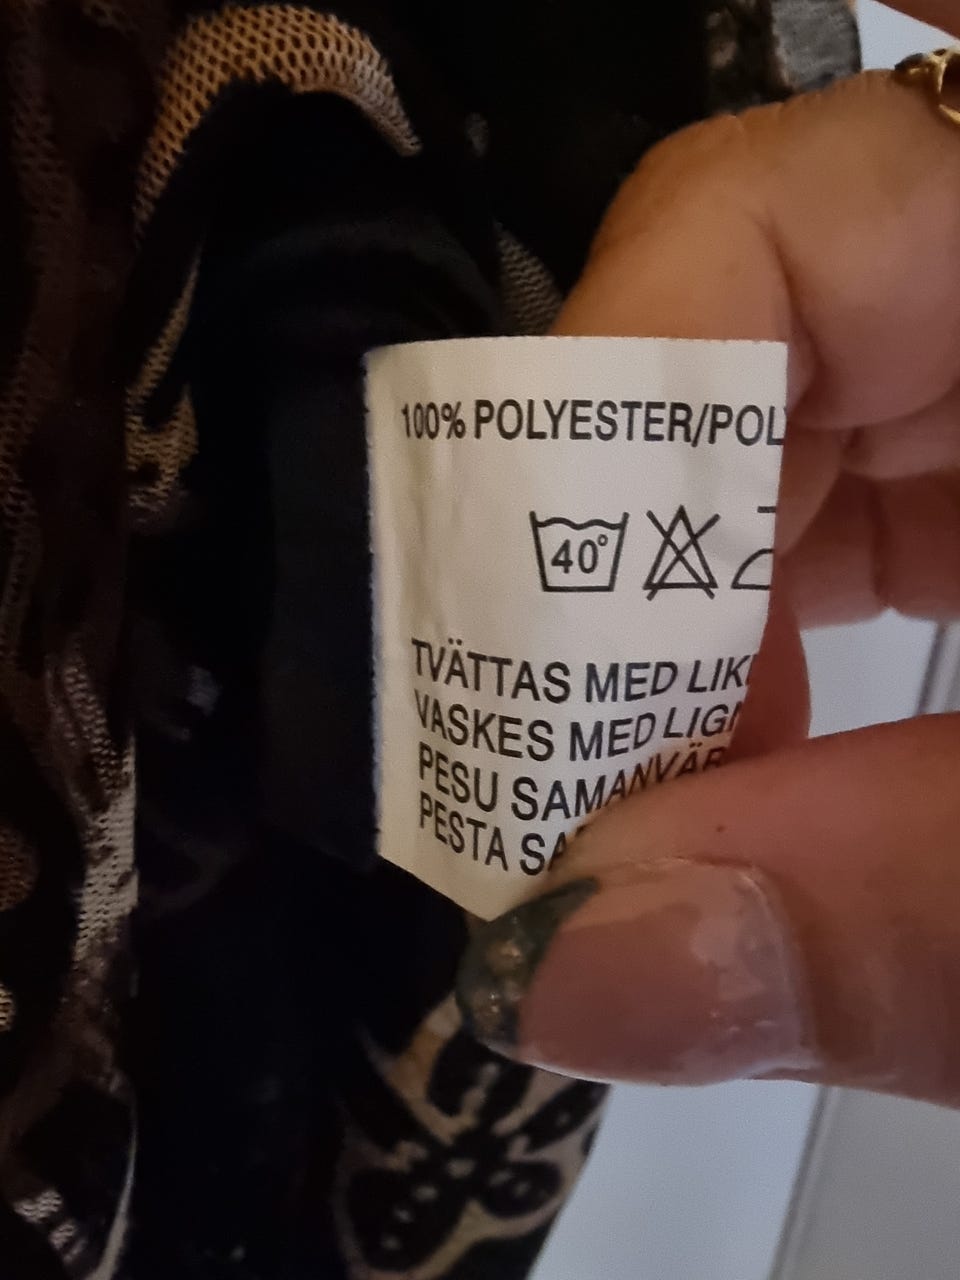 100% POLYESTER/POL
40°
TVÄTTAS MED LIK
VASKES MED LIGN
PESU SAMANVÄR
PESTA SA